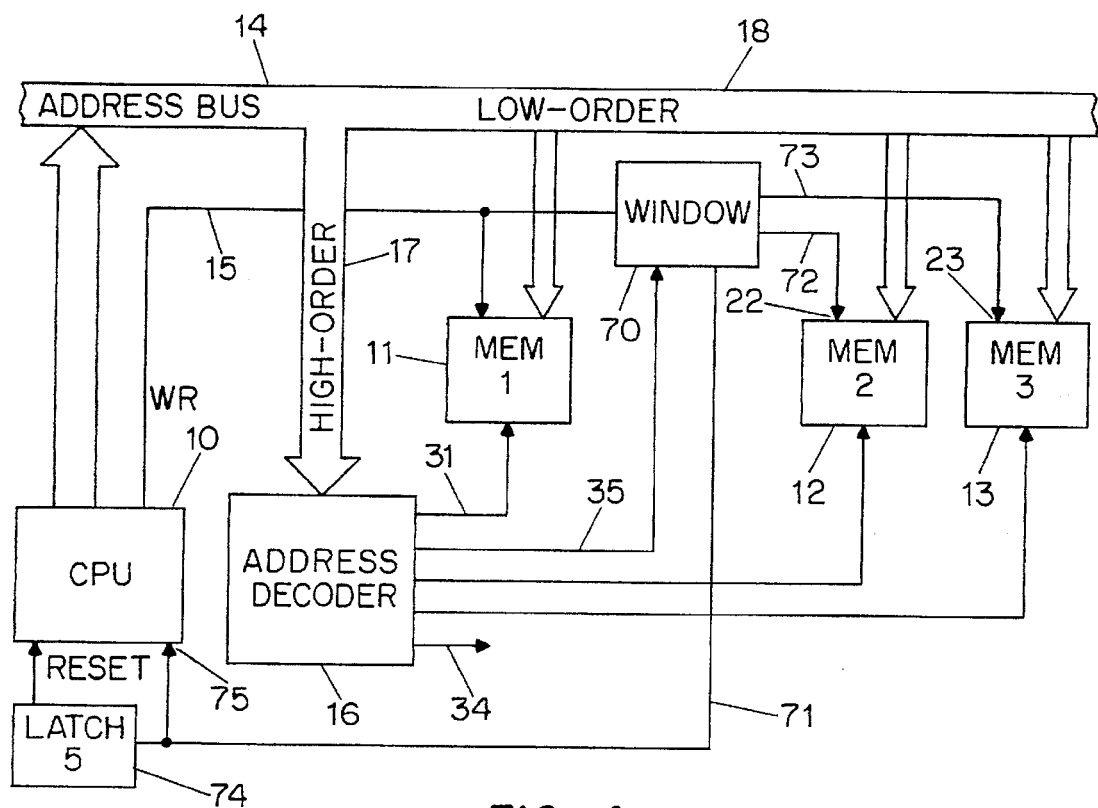 14
18
ADDRESS BUS
LOW-ORDER
73
WINDOW
15
17
72
23
HIGH-ORDER
22
70
11
MEM
1
MEM
2
MEM
3
WR
10
31
35
12
13
CPU
ADDRESS
DECODER
RESET
75
16
34
71
LATCH
5
74